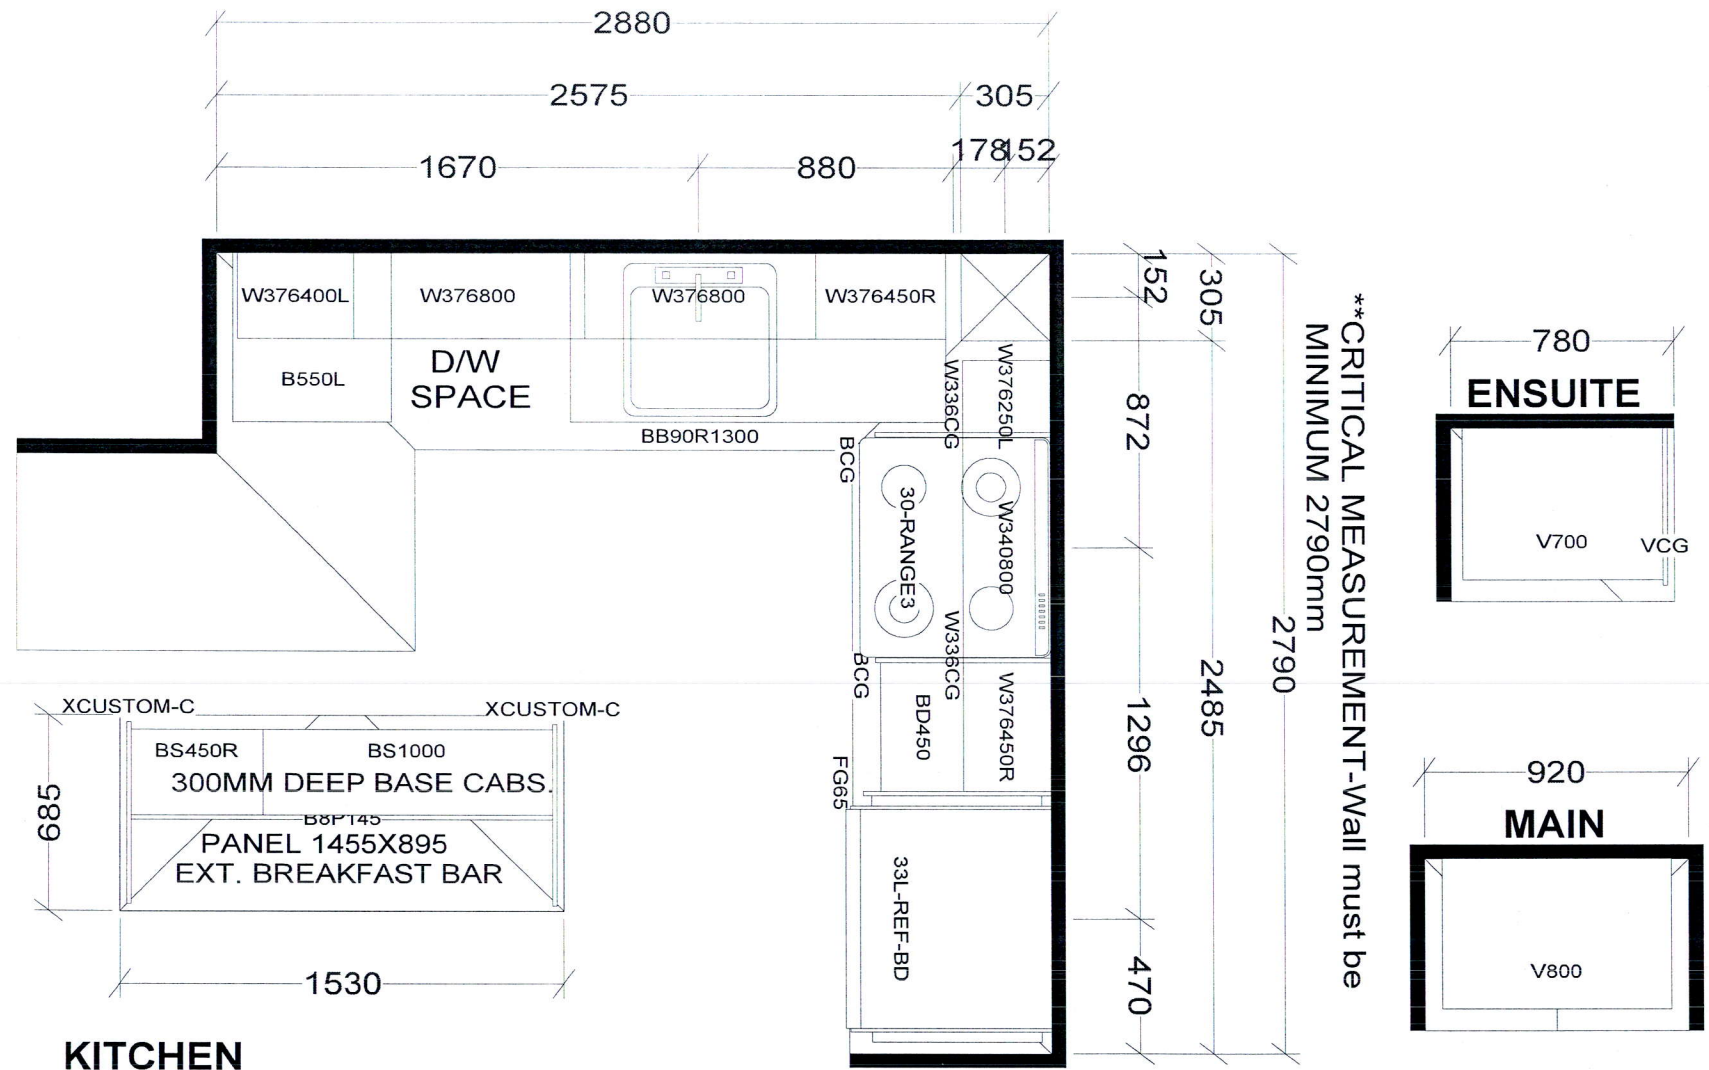 2880
2575
305
1670
880
178
152
W376400L
W376800
W376800
W376450R
D/W
SPACE
B550L
BB90R1300
W336CG
W376250L
BCG
30-RANGE3
W340800
W336CG
BCG
BD450
W376450R
FG65
33L-REF-BD
152
305
872
1296
2485
470
2790
**CRITICAL MEASUREMENT-Wall must be
MINIMUM 2790mm
780
ENSUITE
V700
VCG
920
MAIN
V800
XCUSTOM-C
XCUSTOM-C
BS450R
BS1000
300MM DEEP BASE CABS.
685
PANEL 1455X895
EXT. BREAKFAST BAR
1530
KITCHEN